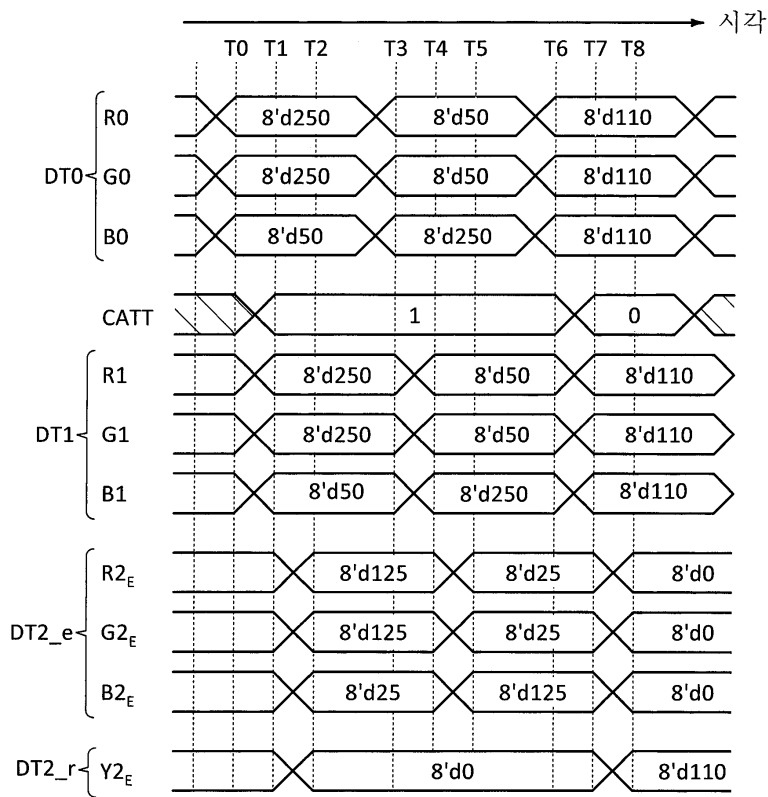 시각
T0 T1 T2 T3 T4 T5 T6 T7 T8
R0 8'd250 8'd50 8'd110
DT0 G0 8'd250 8'd50 8'd110
B0 8'd50 8'd250 8'd110
CATT 1 0
R1 8'd250 8'd50 8'd110
DT1 G1 8'd250 8'd50 8'd110
B1 8'd50 8'd250 8'd110
R2E 8'd125 8'd25 8'd0
DT2_e G2E 8'd125 8'd25 8'd0
B2E 8'd25 8'd125 8'd0
DT2_r Y2E 8'd0 8'd110